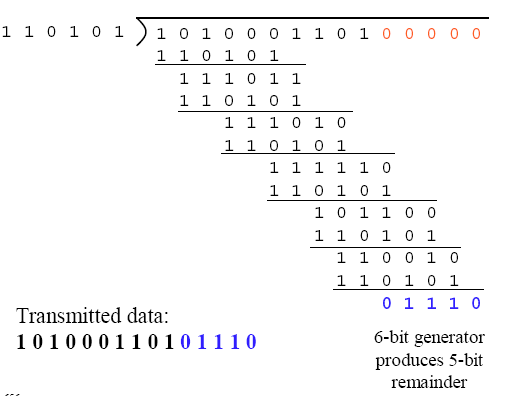 1 1 0 1 0 1 ) 1 0 1 0 0 0 1 1 0 1 0 0 0 0 0
1 1 0 1 0 1
1 1 1 0 1 1
1 1 0 1 0 1
1 1 1 0 1 0
1 1 0 1 0 1
1 1 1 1 1 0
1 1 0 1 0 1
1 0 1 1 0 0
1 1 0 1 0 1
1 1 0 0 1 0
1 1 0 1 0 1
0 1 1 1 0
Transmitted data:
1 0 1 0 0 0 1 1 0 1 0 1 1 1 0
6-bit generator
produces 5-bit
remainder